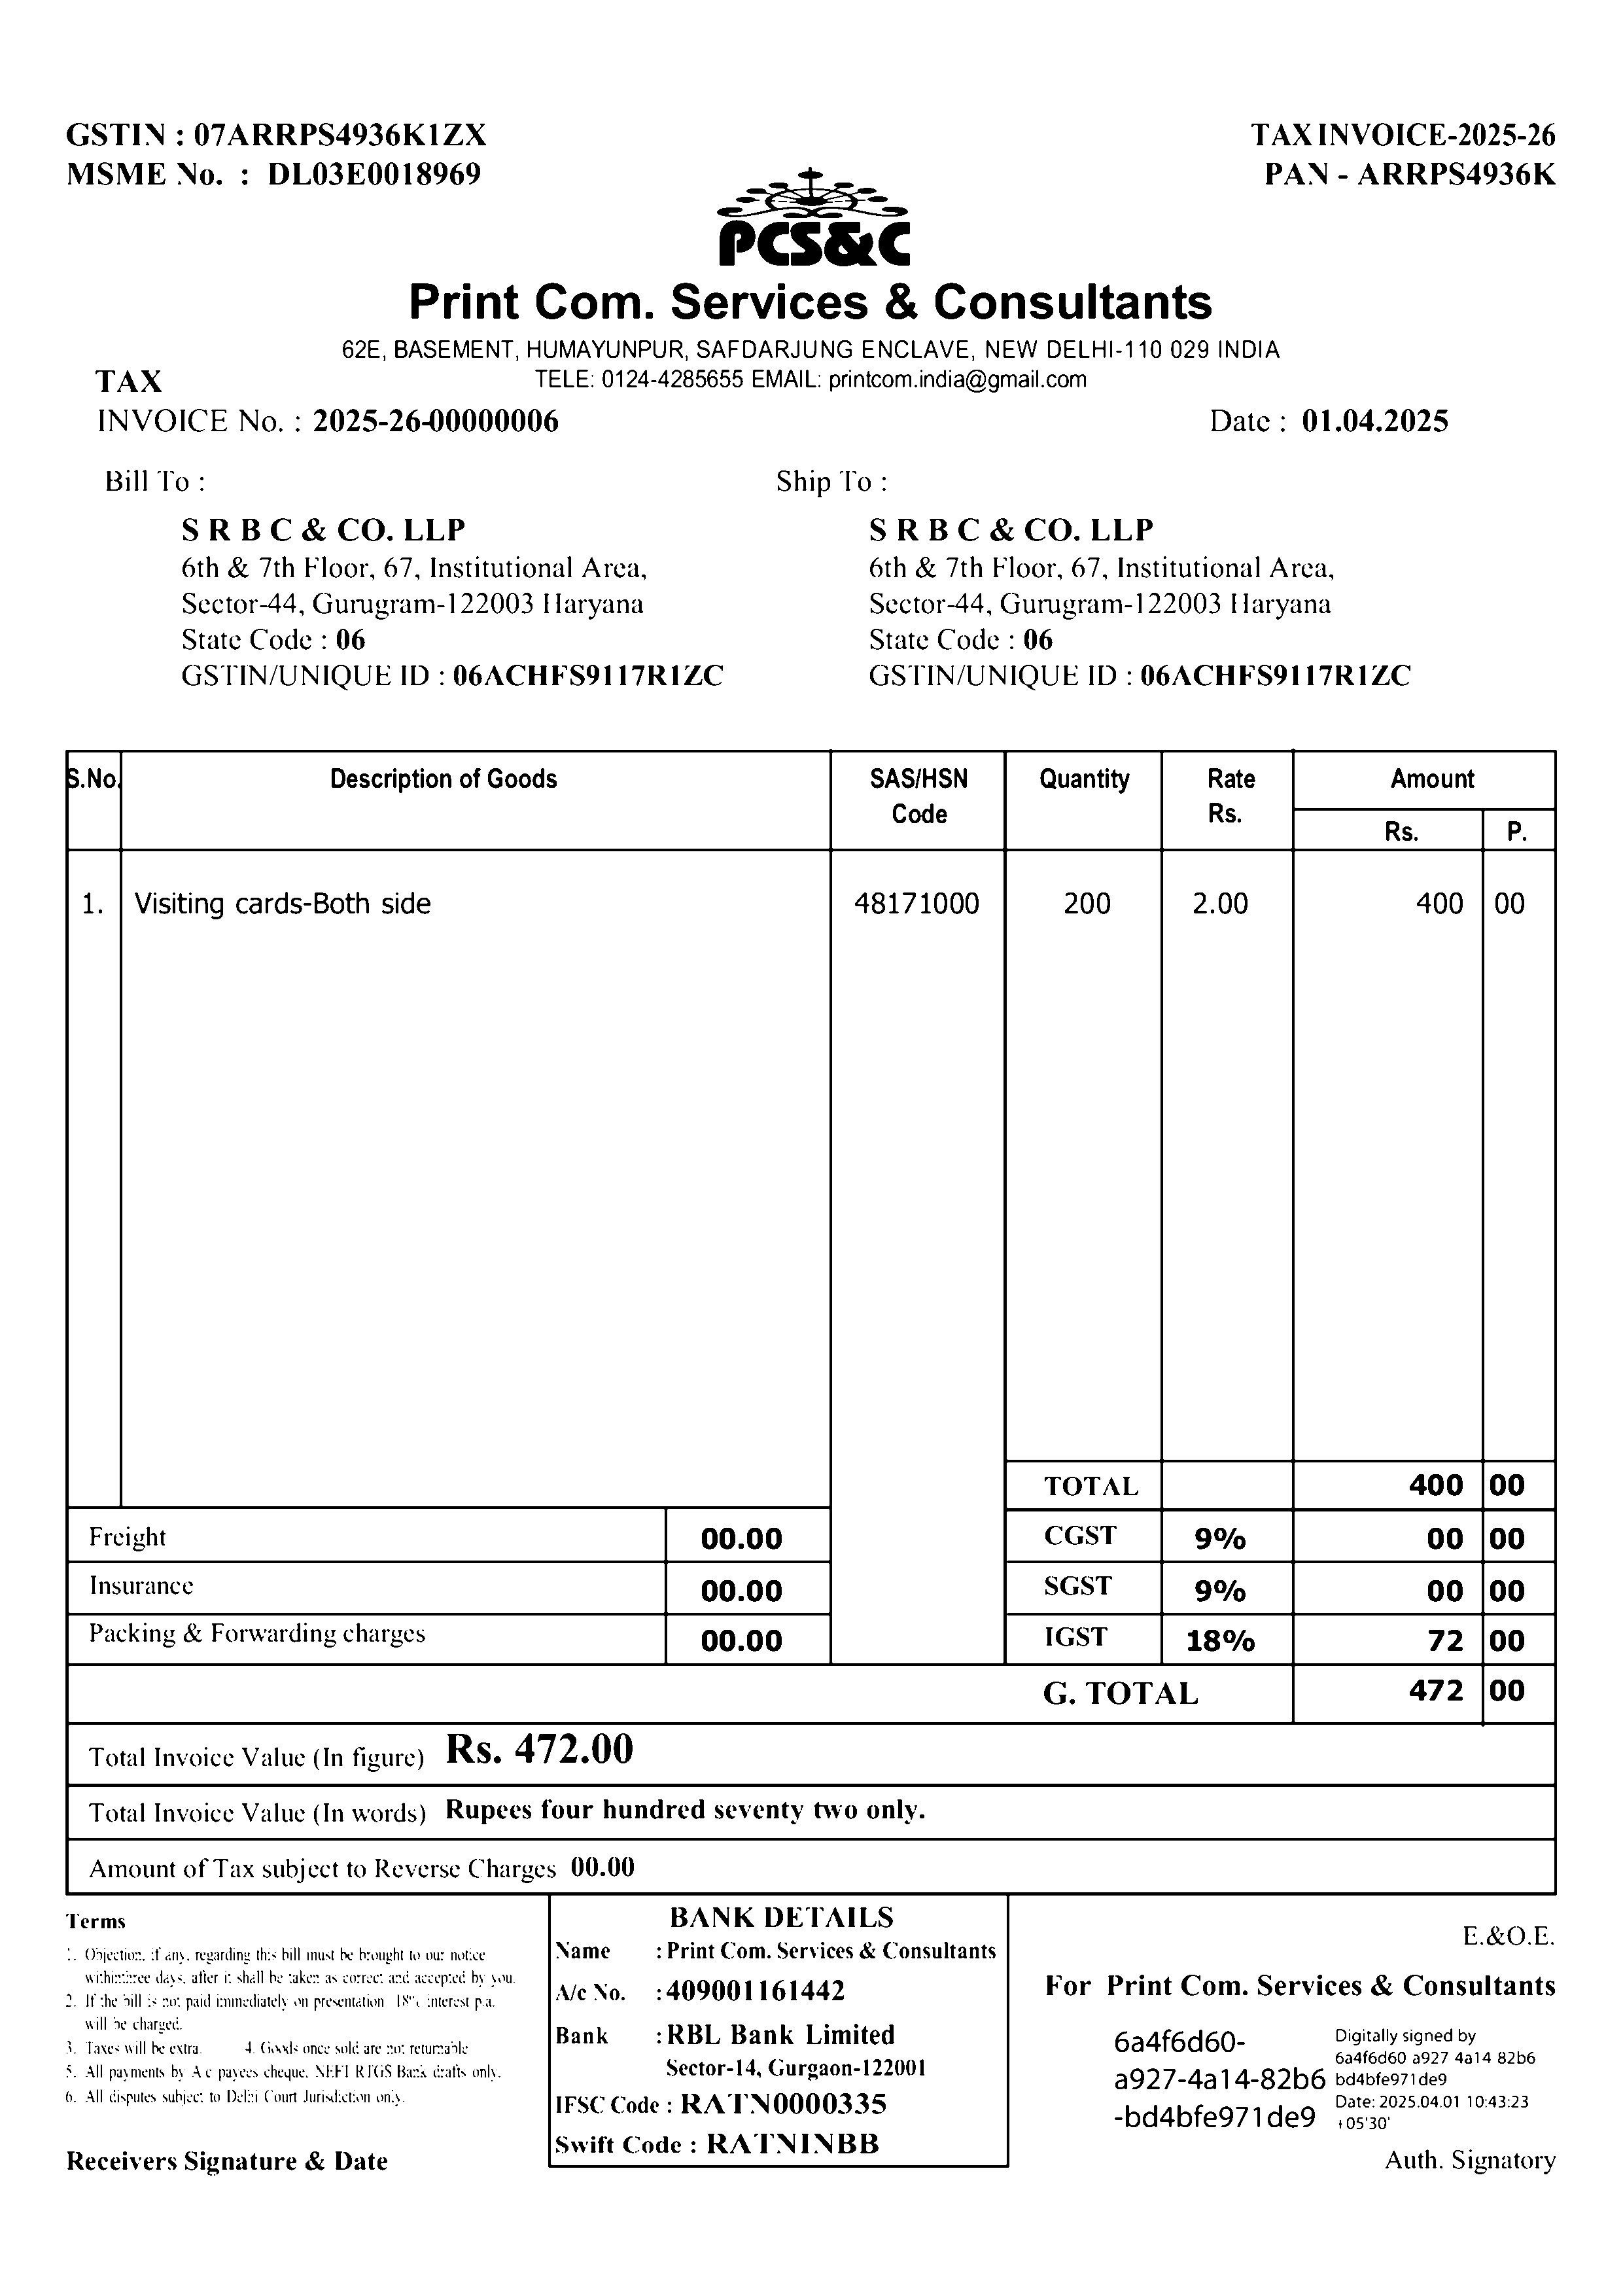 GSTIN : 07ARRPS4936K1ZX
TAX INVOICE-2025-26
MSME No. : DL03E0018969
PAN - ARRPS4936K
PCS&C
Print Com. Services & Consultants
62E, BASEMENT, HUMAYUNPUR, SAFDARJUNG ENCLAVE, NEW DELHI-110 029 INDIA
TELE: 0124-4285655 EMAIL: printcom.india@gmail.com
TAX
INVOICE No. : 2025-26-00000006
Date : 01.04.2025
Bill To :
S R B C & CO. LLP
6th & 7th Floor, 67, Institutional Area,
Sector-44, Gurugram-122003 Haryana
State Code : 06
GSTIN/UNIQUE ID : 06ACHFS9117R1ZC
Ship To :
S R B C & CO. LLP
6th & 7th Floor, 67, Institutional Area,
Sector-44, Gurugram-122003 Haryana
State Code : 06
GSTIN/UNIQUE ID : 06ACHFS9117R1ZC
S.No. Description of Goods SAS/HSN Code Quantity Rate Rs. Amount
Rs. P.
1. Visiting cards-Both side 48171000 200 2.00 400 00
TOTAL 400 00
Freight 00.00 CGST 9% 00 00
Insurance 00.00 SGST 9% 00 00
Packing & Forwarding charges 00.00 IGST 18% 72 00
G. TOTAL 472 00
Total Invoice Value (In figure) Rs. 472.00
Total Invoice Value (In words) Rupees four hundred seventy two only.
Amount of Tax subject to Reverse Charges 00.00
Terms
1. Objection, if any, regarding this bill must be brought to our notice
within three days, after it shall be taken as correct and accepted by you.
2. If the bill is not paid immediately on presentation 18% interest p.a.
will be charged.
3. Taxes will be extra. 4. Goods once sold are not returnable
5. All payments by A/c payees cheque, NEFT RTGS Bank drafts only.
6. All disputes subject to Delhi Court Jurisdiction only.
Receivers Signature & Date
BANK DETAILS
Name : Print Com. Services & Consultants
A/c No. : 409001161442
Bank : RBL Bank Limited
Sector-14, Gurgaon-122001
IFSC Code : RATN0000335
Swift Code : RATNINBB
E.&O.E.
For Print Com. Services & Consultants
6a4f6d60-
a927-4a14-82b6
-bd4bfe971de9
Digitally signed by
6a4f6d60 a927 4a14 82b6
bd4bfe971de9
Date: 2025.04.01 10:43:23
+05'30'
Auth. Signatory